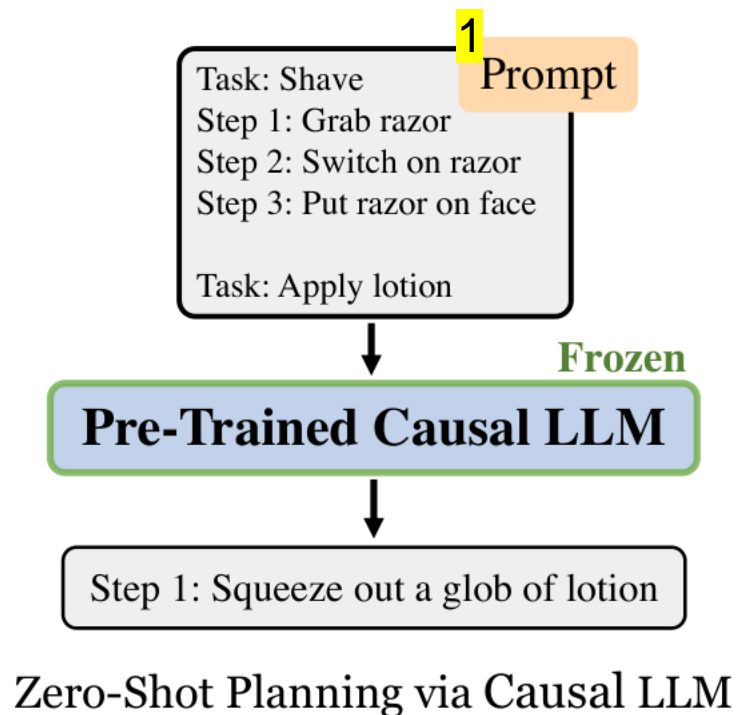 1
Prompt
Task: Shave
Step 1: Grab razor
Step 2: Switch on razor
Step 3: Put razor on face
Task: Apply lotion
Frozen
Pre-Trained Causal LLM
Step 1: Squeeze out a glob of lotion
Zero-Shot Planning via Causal LLM